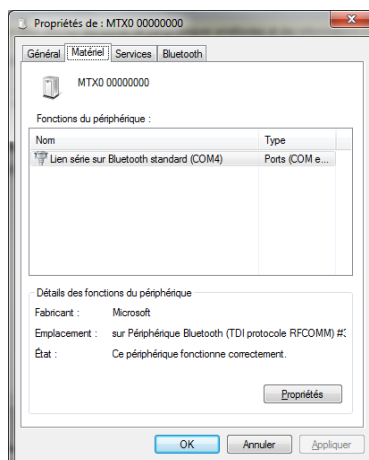 Propriétés de : MTX0 00000000
Général Matériel Services Bluetooth
MTX0 00000000
Fonctions du périphérique :
Nom Type
Lien série sur Bluetooth standard (COM4) Ports (COM e...
Détails des fonctions du périphérique
Fabricant : Microsoft
Emplacement : sur Périphérique Bluetooth (TDI protocole RFCOMM) #
État : Ce périphérique fonctionne correctement.
Propriétés
OK Annuler Appliquer